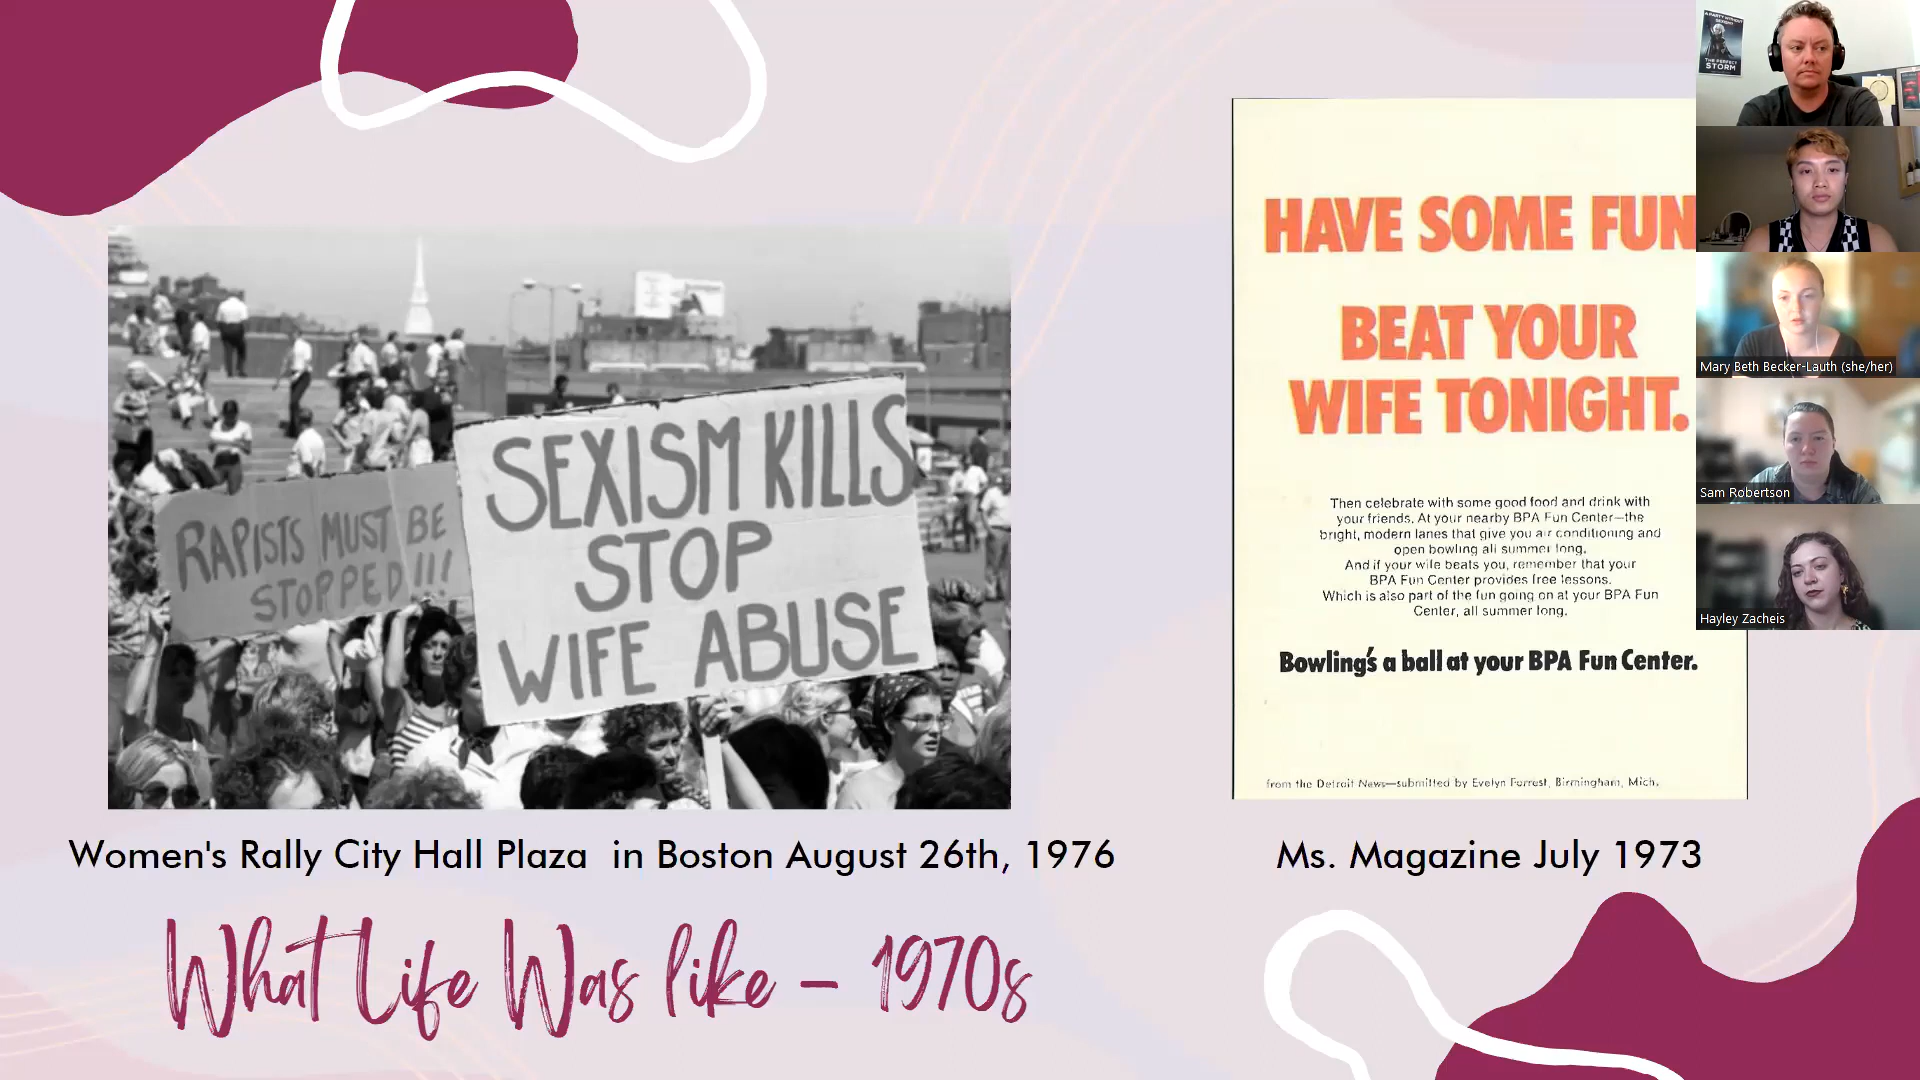 RAPISTS MUST BE
STOPPED!!!
SEXISM KILLS
STOP
WIFE ABUSE
Women's Rally City Hall Plaza  in Boston August 26th, 1976
What Life Was like – 1970s
HAVE SOME FUN
BEAT YOUR
WIFE TONIGHT.
Then celebrate with some good food and drink with
your friends. At your nearby BPA Fun Center—the
bright, modern lanes that give you air conditioning and
open bowling all summer long.
And if your wife beats you, remember that your
BPA Fun Center provides free lessons.
Which is also part of the fun going on at your BPA Fun
Center, all summer long.
Bowling's a ball at your BPA Fun Center.
from the Detroit News—submitted by Evelyn Forrest, Birmingham, Mich.
Ms. Magazine July 1973
THE PERFECT
STORM
Mary Beth Becker-Lauth (she/her)
Sam Robertson
Hayley Zacheis